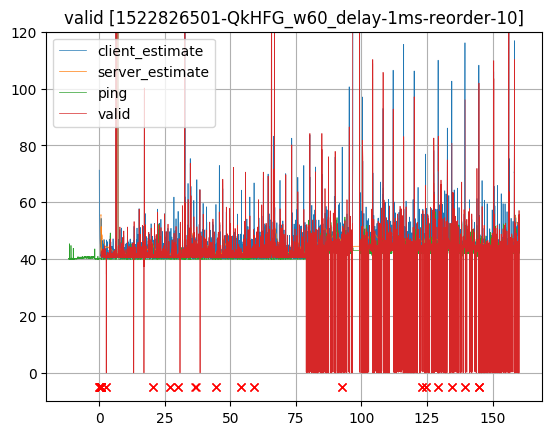 valid [1522826501-QkHFG_w60_delay-1ms-reorder-10]
120
100
80
60
40
20
0
client_estimate
server_estimate
ping
valid
0 25 50 75 100 125 150